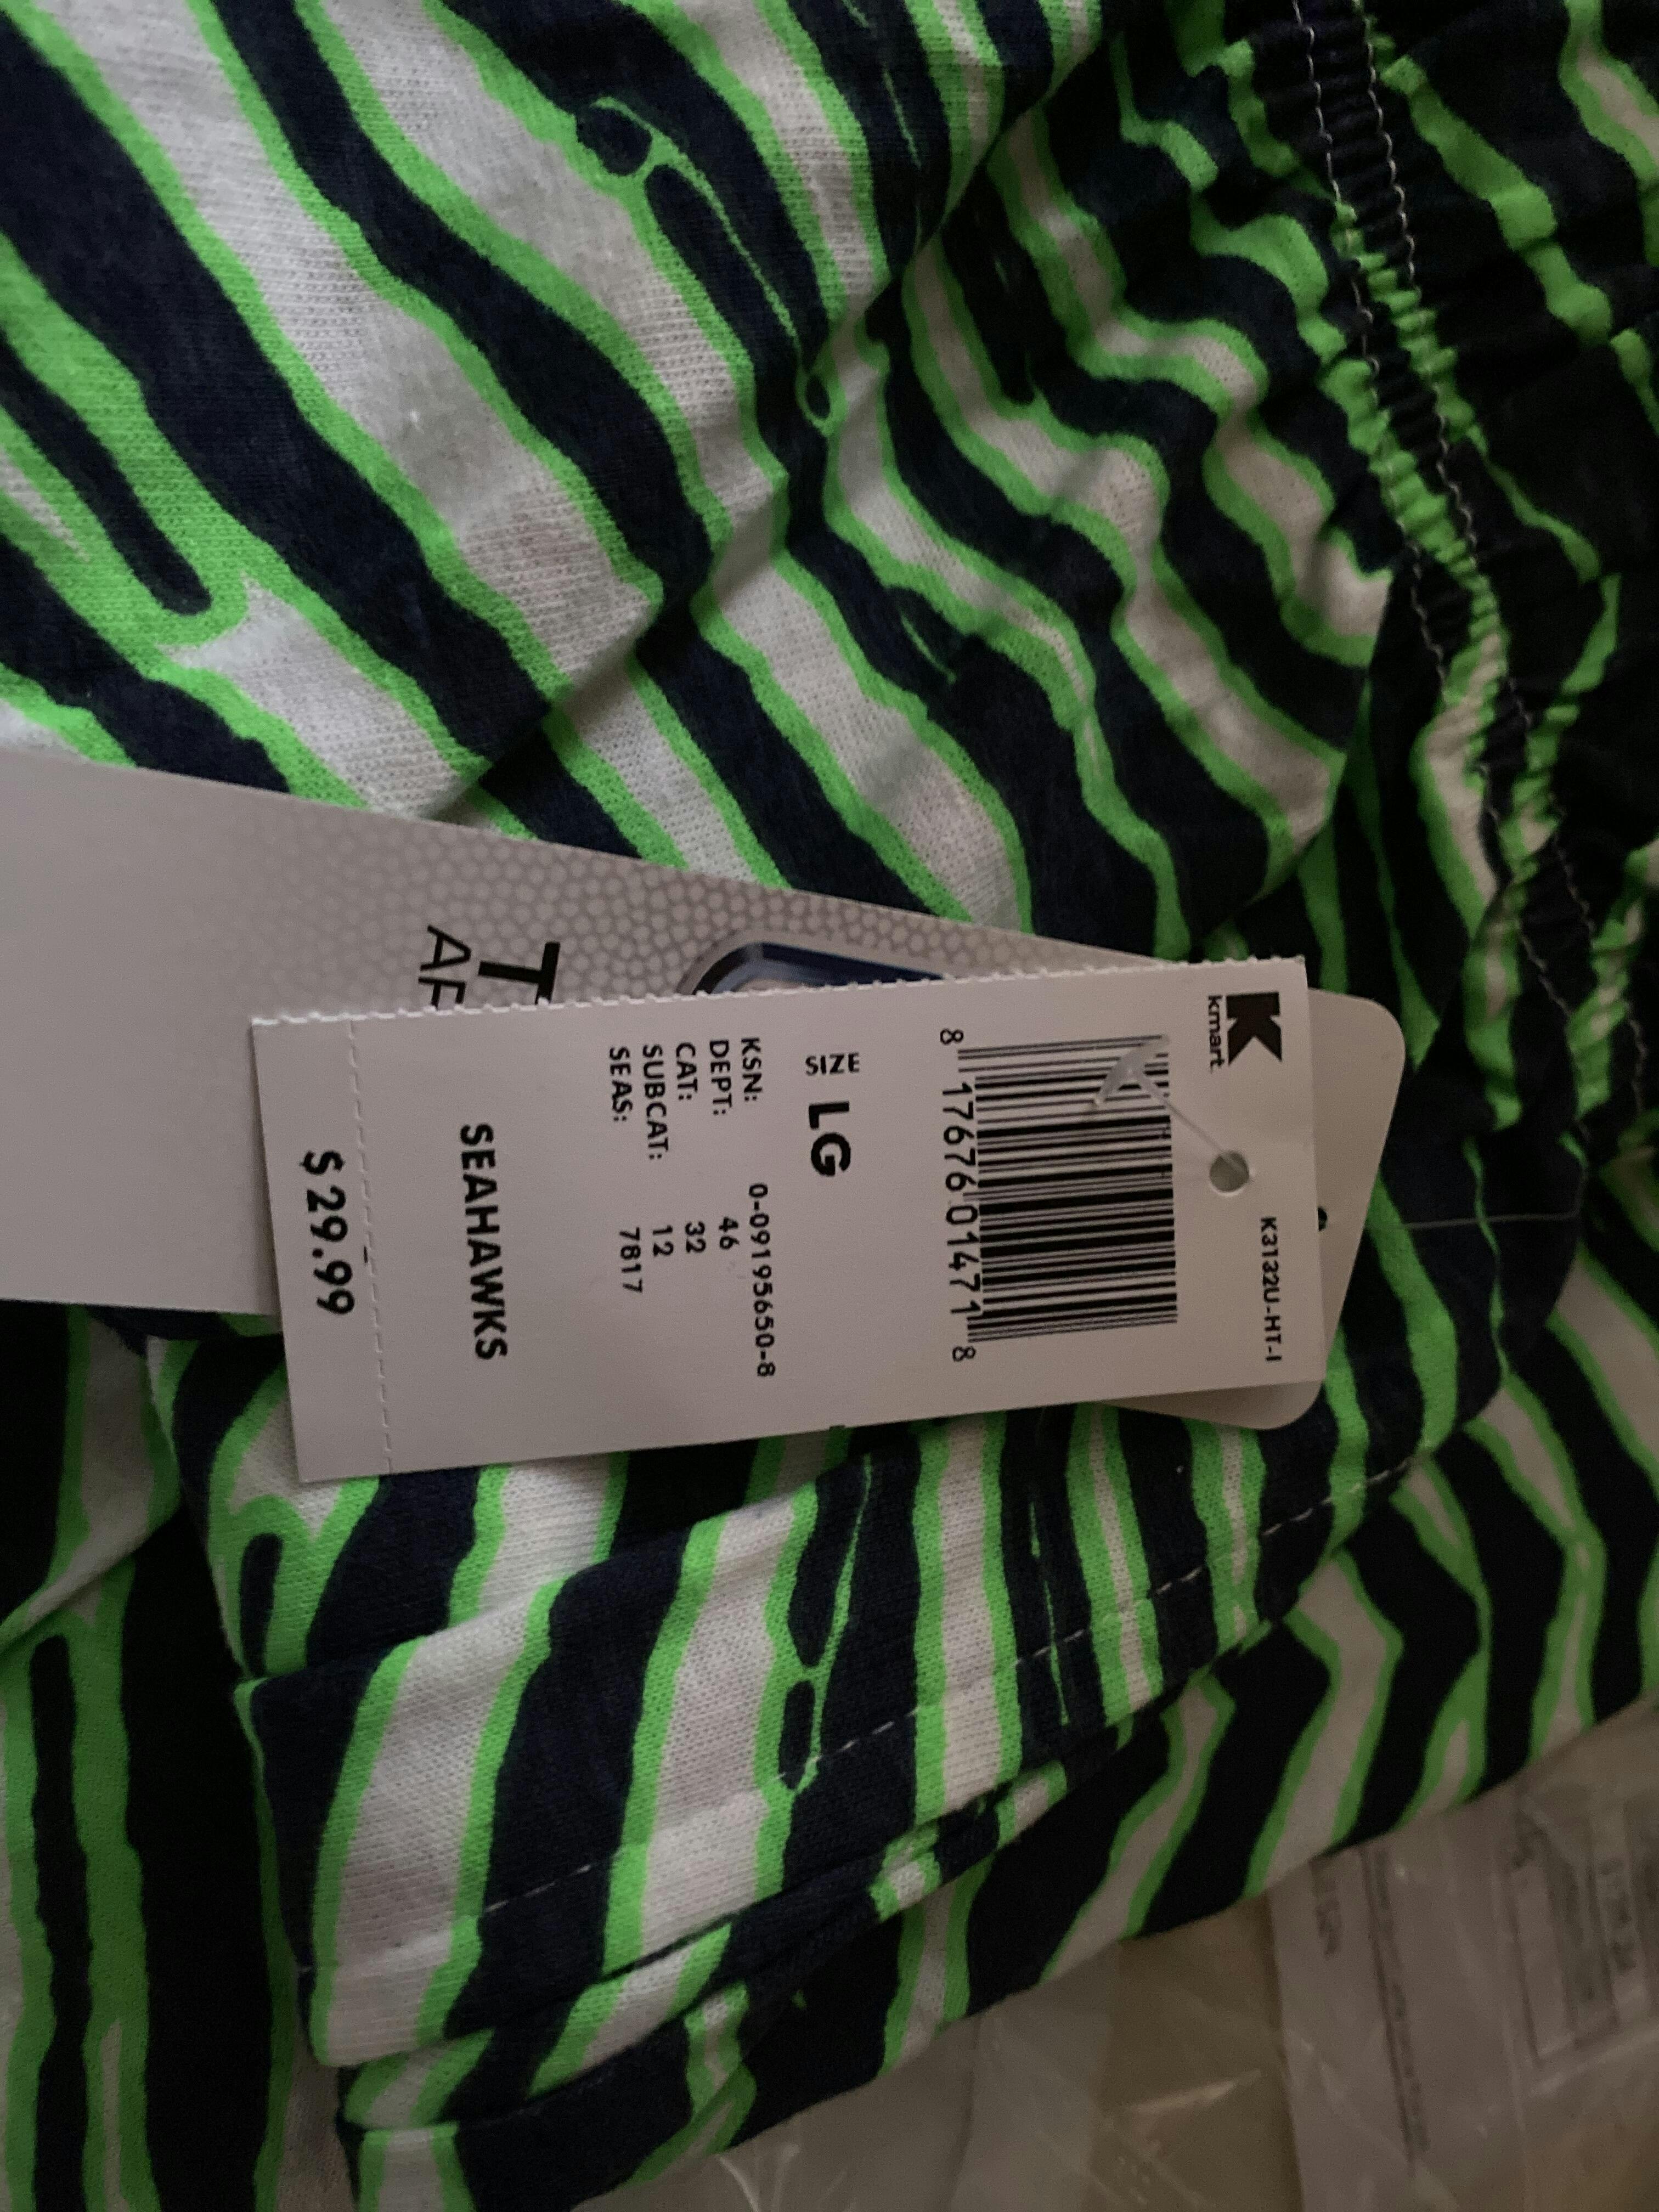 K
kmart.
K3132U-HT-I
8 17676 01471 8
SIZE LG
KSN: 0-09195650-8
DEPT: 46
CAT: 32
SUBCAT: 12
SEAS: 7817
SEAHAWKS
$ 29.99